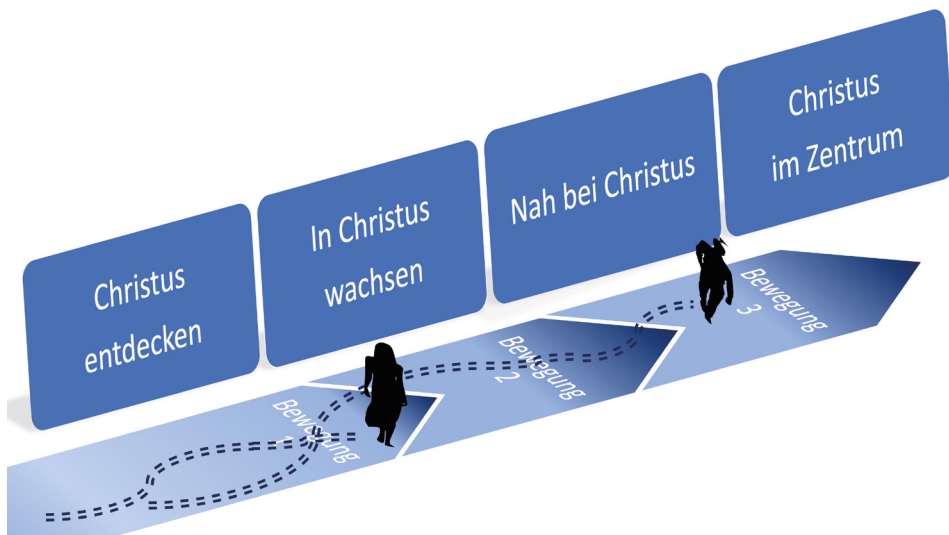 Christus
entdecken
In Christus
wachsen
Nah bei Christus
Christus
im Zentrum
Bewegung
1
Bewegung
2
Bewegung
3